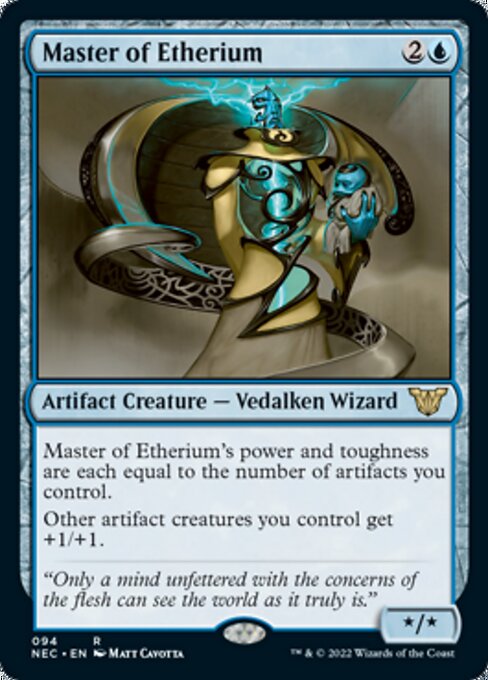 Master of Etherium 2
Artifact Creature — Vedalken Wizard
Master of Etherium's power and toughness
are each equal to the number of artifacts you
control.
Other artifact creatures you control get
+1/+1.
“Only a mind unfettered with the concerns of
the flesh can see the world as it truly is.”
*/*
094 R
NEC • EN Matt Cavotta
™ & © 2022 Wizards of the Coast